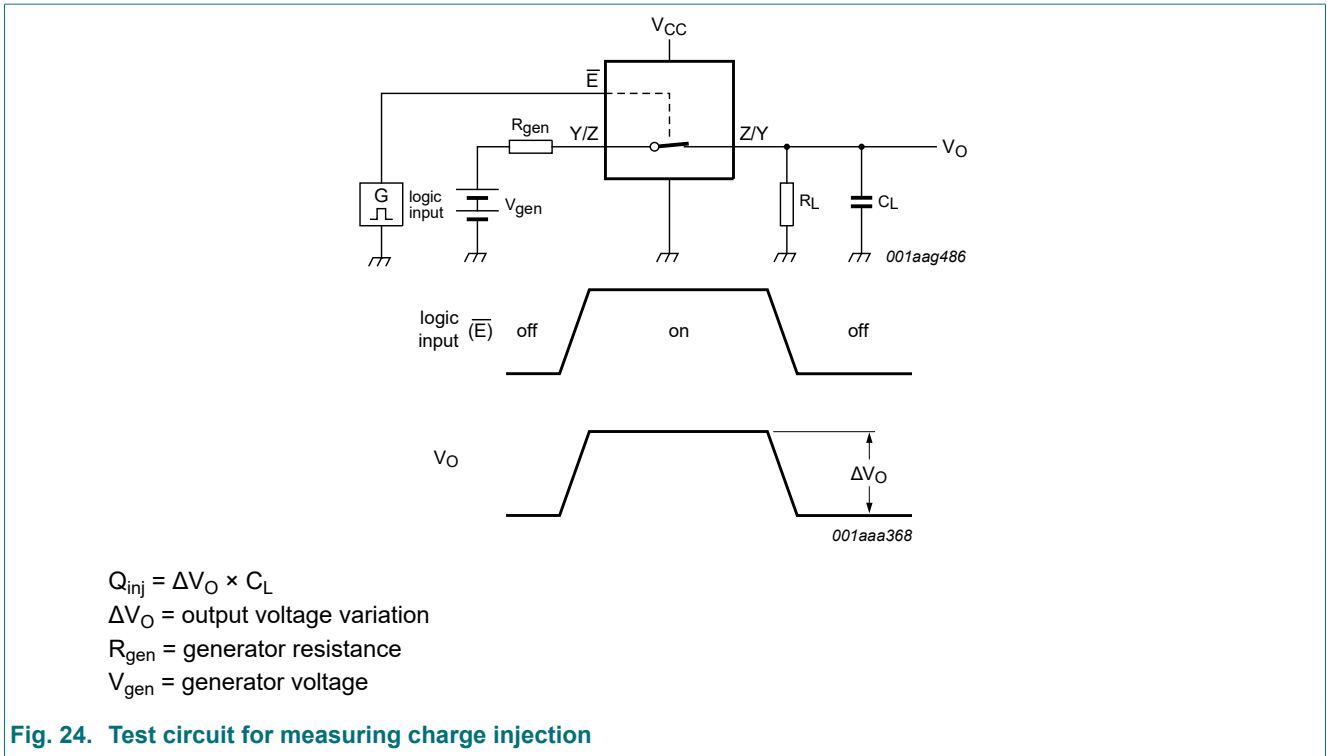 VCC
E̅
Rgen Y/Z Z/Y VO
G logic input Vgen RL CL
001aag486
logic input (E̅) off on off
VO ΔVO
001aaa368
Qinj = ΔVO × CL
ΔVO = output voltage variation
Rgen = generator resistance
Vgen = generator voltage
Fig. 24. Test circuit for measuring charge injection